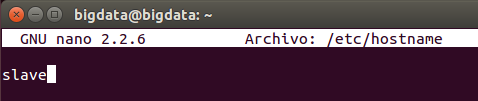 bigdata@bigdata: ~
GNU nano 2.2.6 Archivo: /etc/hostname
slave